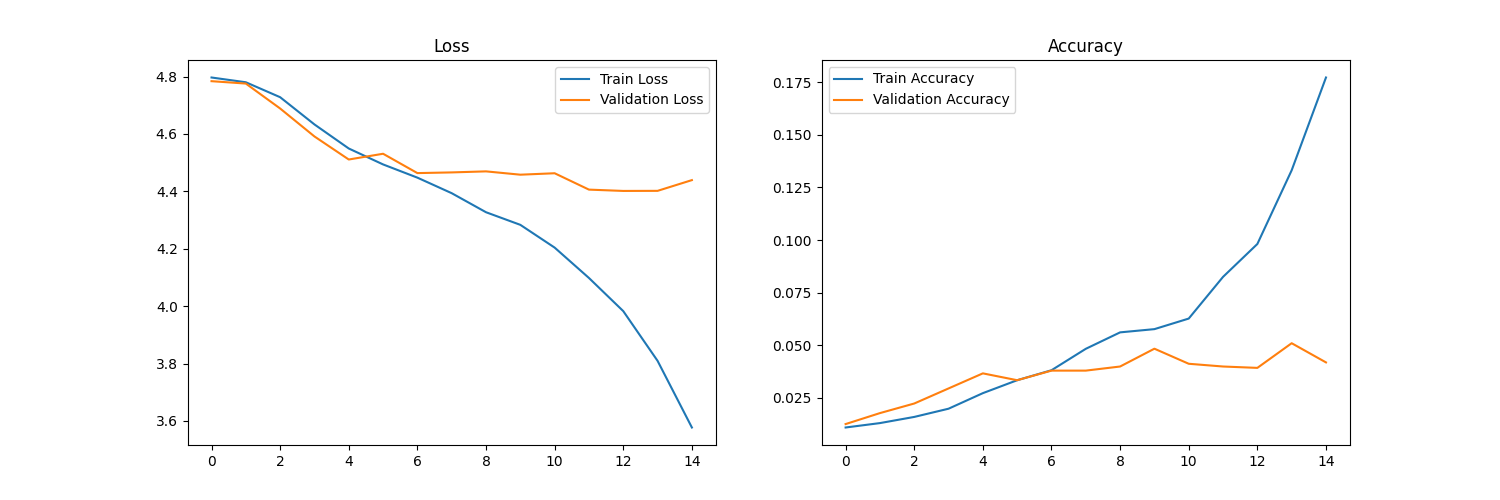 Loss
4.8
4.6
4.4
4.2
4.0
3.8
3.6
0 2 4 6 8 10 12 14
Train Loss
Validation Loss
Accuracy
0.175
0.150
0.125
0.100
0.075
0.050
0.025
0 2 4 6 8 10 12 14
Train Accuracy
Validation Accuracy